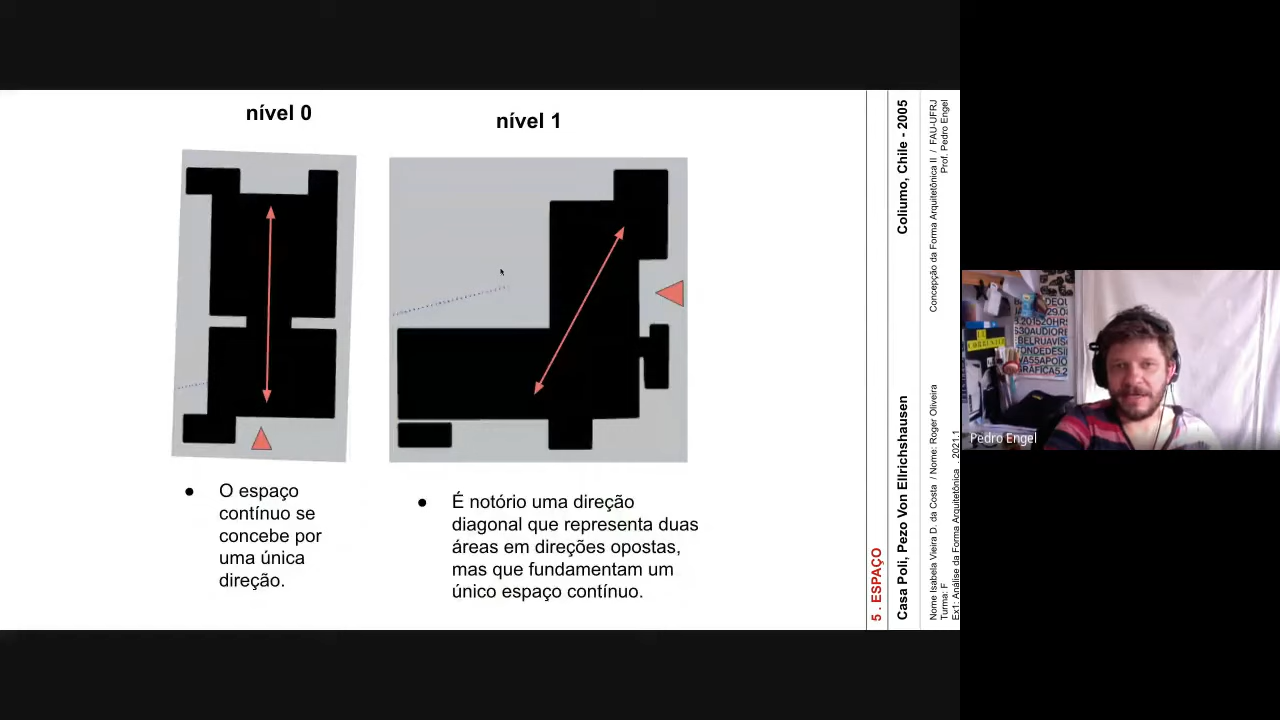 nível 0
nível 1
● O espaço
contínuo se
concebe por
uma única
direção.
● É notório uma direção
diagonal que representa duas
áreas em direções opostas,
mas que fundamentam um
único espaço contínuo.
5 . ESPAÇO
Casa Poli, Pezo Von Ellrichshausen
Coliumo, Chile - 2005
Nome Isabela Vieira D. da Costa / Nome: Roger Oliveira
Turma: F
Ex1: Análise da Forma Arquitetônica . 2021.1
Concepção da Forma Arquitetônica II / FAU-UFRJ
Prof. Pedro Engel
Pedro Engel